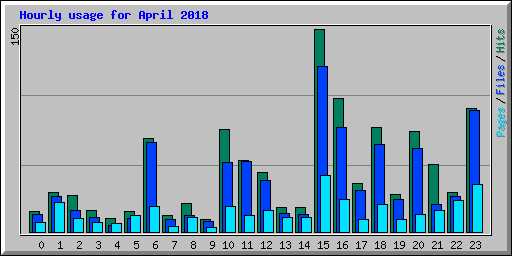 Hourly usage for April 2018
150
Pages/Files/Hits
0 1 2 3 4 5 6 7 8 9 10 11 12 13 14 15 16 17 18 19 20 21 22 23